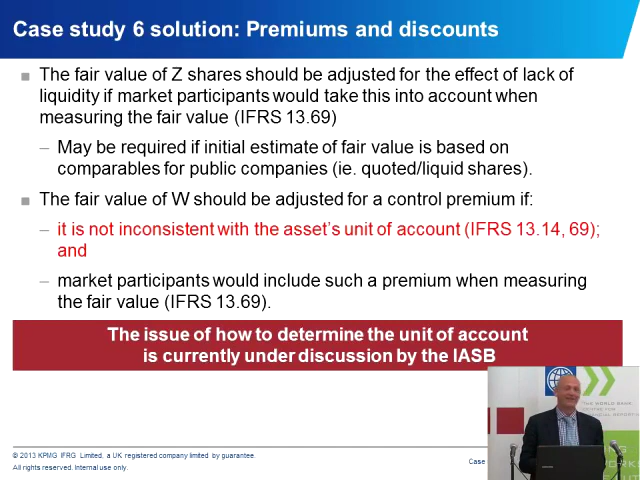 Case study 6 solution: Premiums and discounts
The fair value of Z shares should be adjusted for the effect of lack of
liquidity if market participants would take this into account when
measuring the fair value (IFRS 13.69)
– May be required if initial estimate of fair value is based on
comparables for public companies (ie. quoted/liquid shares).
The fair value of W should be adjusted for a control premium if:
– it is not inconsistent with the asset's unit of account (IFRS 13.14, 69);
and
– market participants would include such a premium when measuring
the fair value (IFRS 13.69).
The issue of how to determine the unit of account
is currently under discussion by the IASB
© 2013 KPMG IFRG Limited, a UK registered company limited by guarantee.
All rights reserved. Internal use only.
Case
THE WORLD BANK